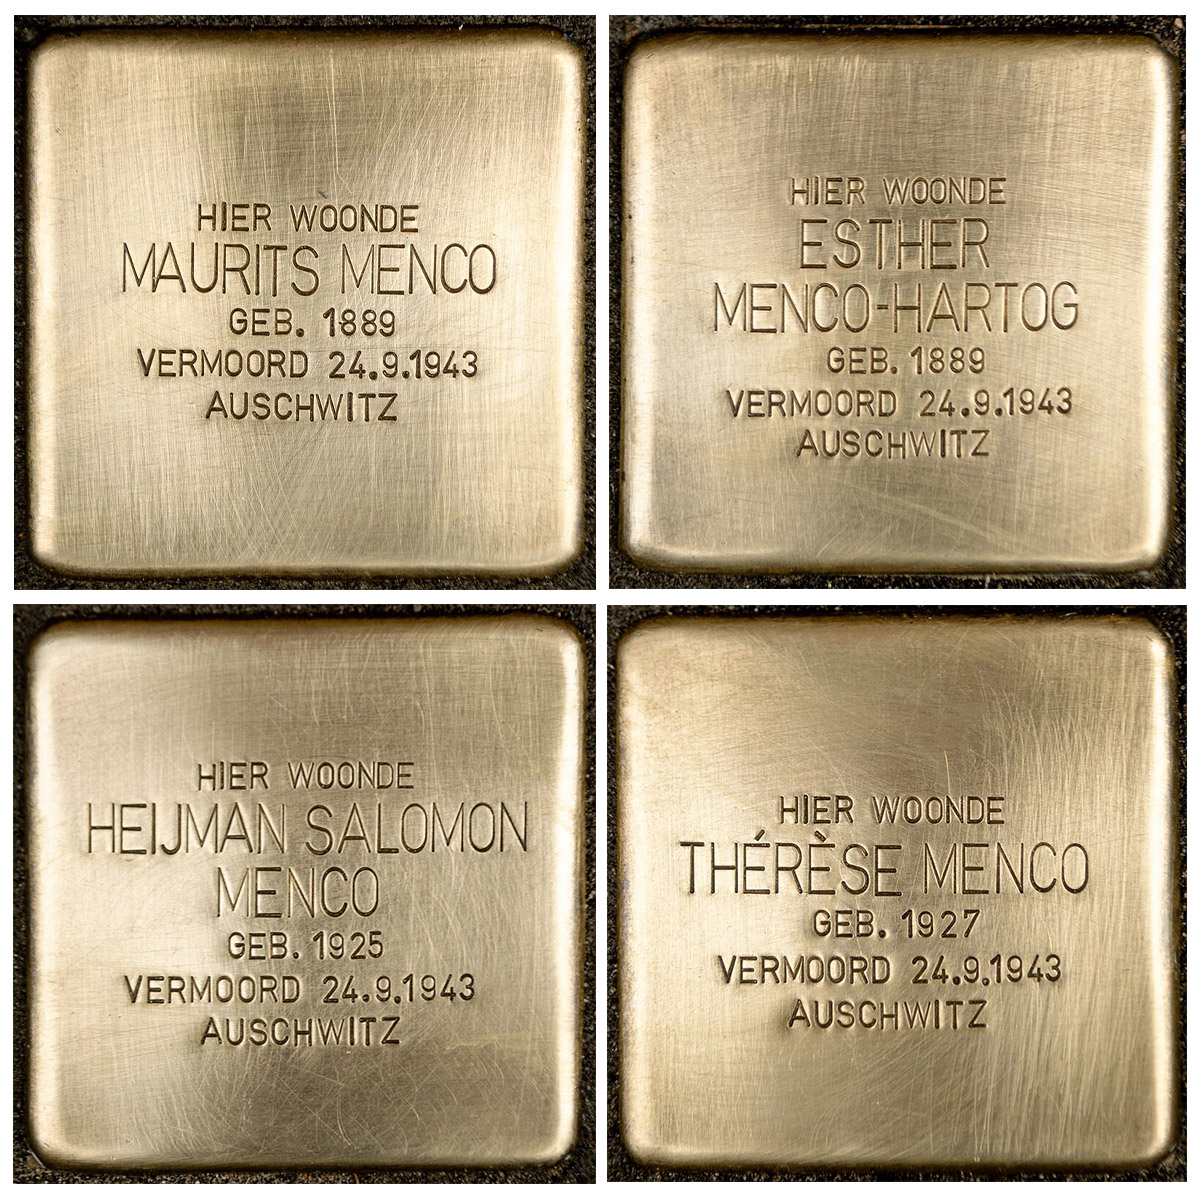 HIER WOONDE
MAURITS MENCO
GEB. 1889
VERMOORD 24.9.1943
AUSCHWITZ
HIER WOONDE
ESTHER
MENCO-HARTOG
GEB. 1889
VERMOORD 24.9.1943
AUSCHWITZ
HIER WOONDE
HEIJMAN SALOMON
MENCO
GEB. 1925
VERMOORD 24.9.1943
AUSCHWITZ
HIER WOONDE
THÉRÈSE MENCO
GEB. 1927
VERMOORD 24.9.1943
AUSCHWITZ